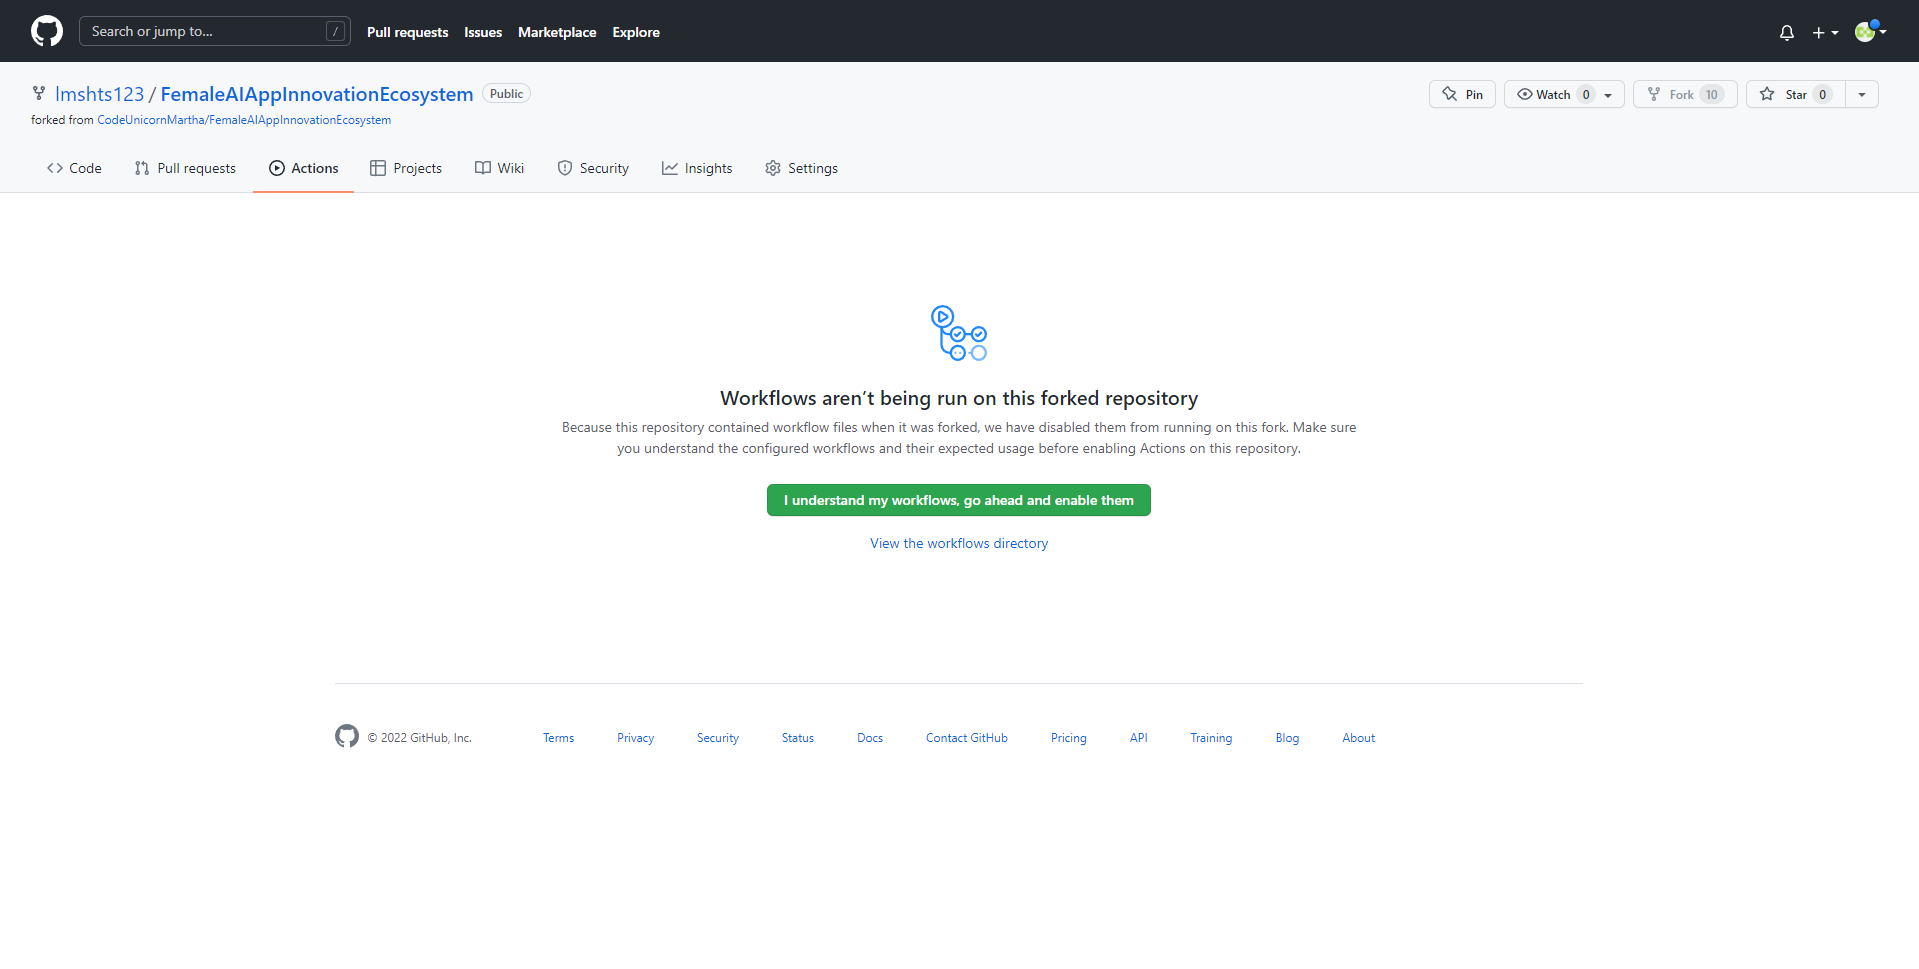 Search or jump to...
/
Pull requests
Issues
Marketplace
Explore
lmshts123 / FemaleAIAppInnovationEcosystem
Public
forked from CodeUnicornMartha/FemaleAIAppInnovationEcosystem
Pin
Watch 0
Fork 10
Star 0
Code
Pull requests
Actions
Projects
Wiki
Security
Insights
Settings
Workflows aren’t being run on this forked repository
Because this repository contained workflow files when it was forked, we have disabled them from running on this fork. Make sure
you understand the configured workflows and their expected usage before enabling Actions on this repository.
I understand my workflows, go ahead and enable them
View the workflows directory
© 2022 GitHub, Inc.
Terms
Privacy
Security
Status
Docs
Contact GitHub
Pricing
API
Training
Blog
About